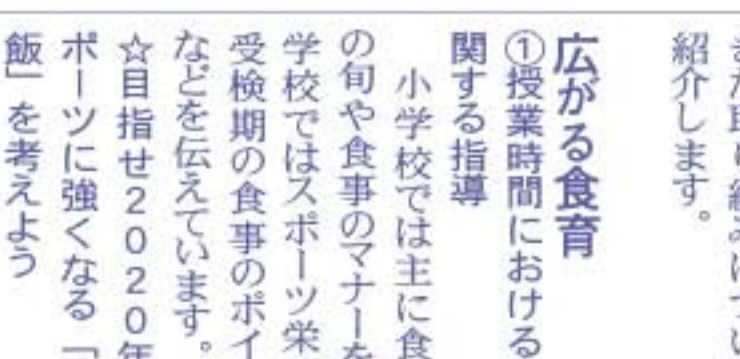 紹介します。
広がる食育
①授業時間における
関する指導
小学校では主に食
の旬や食事のマナーを
学校ではスポーツ栄
受検期の食事のポイ
などを伝えています。
☆目指せ2020年
ポーツに強くなる「
飯」を考えよう